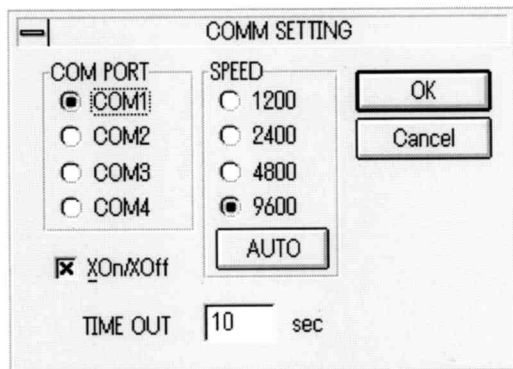 COMM SETTING
COM PORT
COM1
COM2
COM3
COM4
SPEED
1200
2400
4800
9600
AUTO
OK
Cancel
XOn/XOff
TIME OUT 10 sec